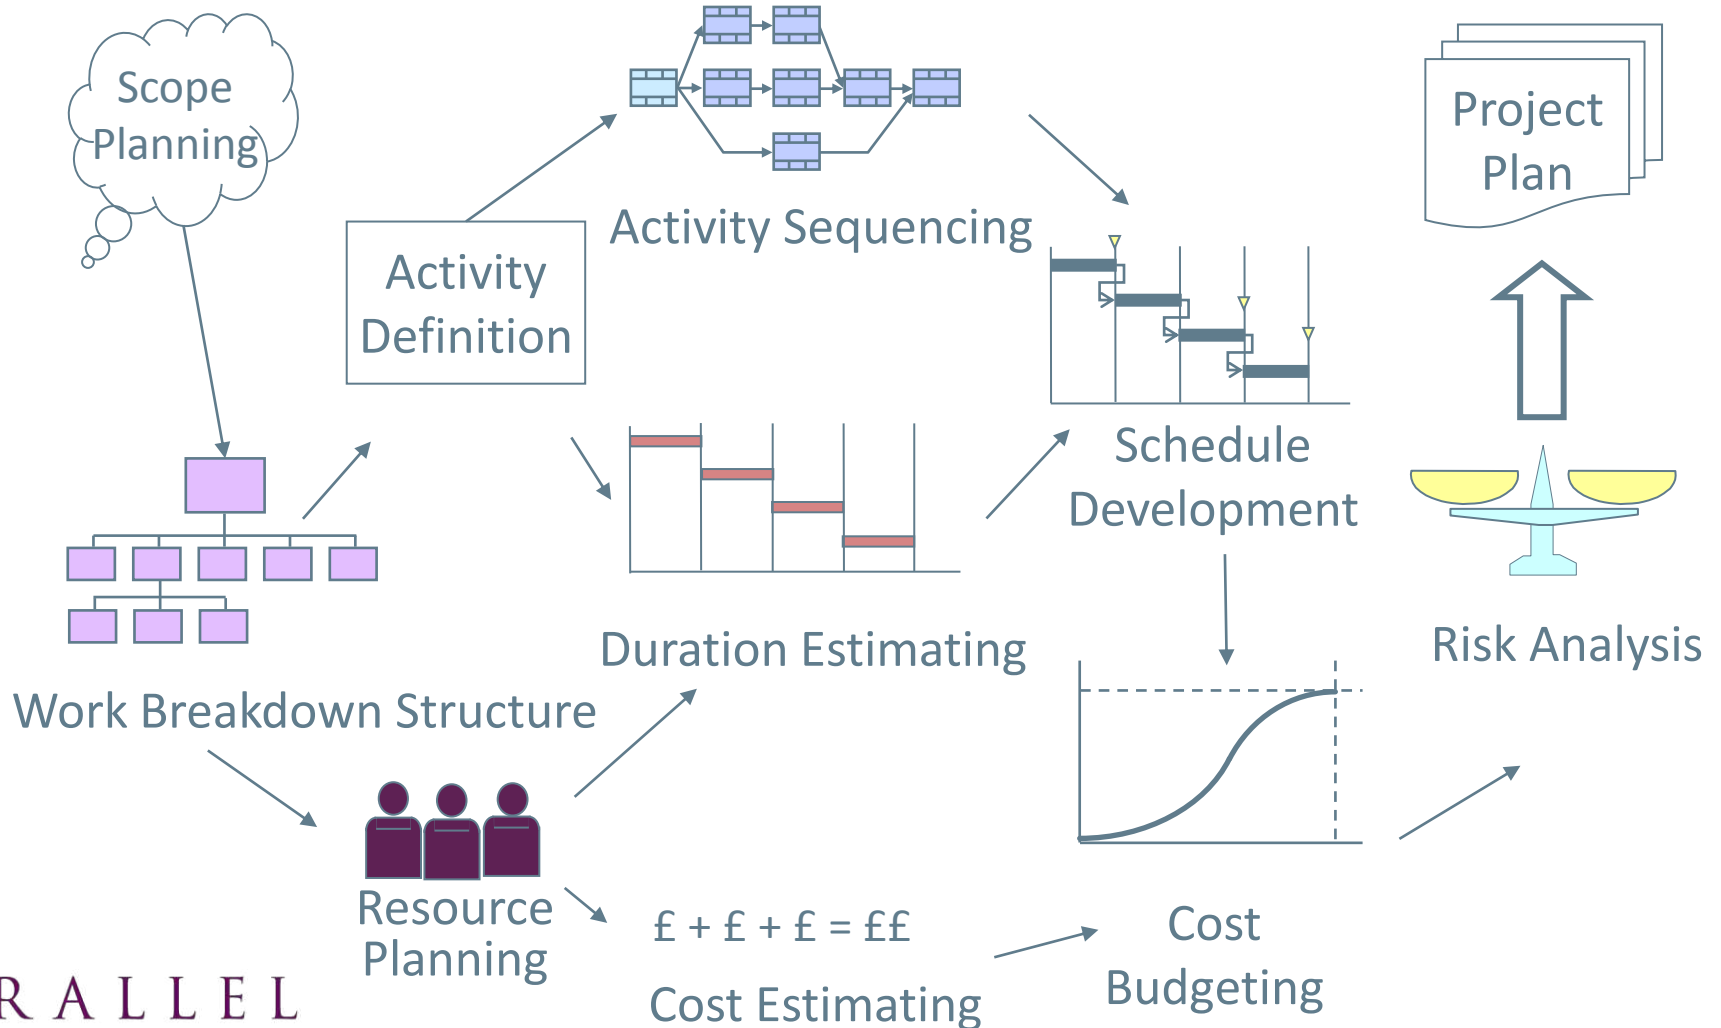 Scope
Planning
Activity Sequencing
Project
Plan
Activity
Definition
Schedule
Development
Duration Estimating
Risk Analysis
Work Breakdown Structure
Resource
Planning
£ + £ + £ = ££
Cost Estimating
Cost
Budgeting
RALLEL